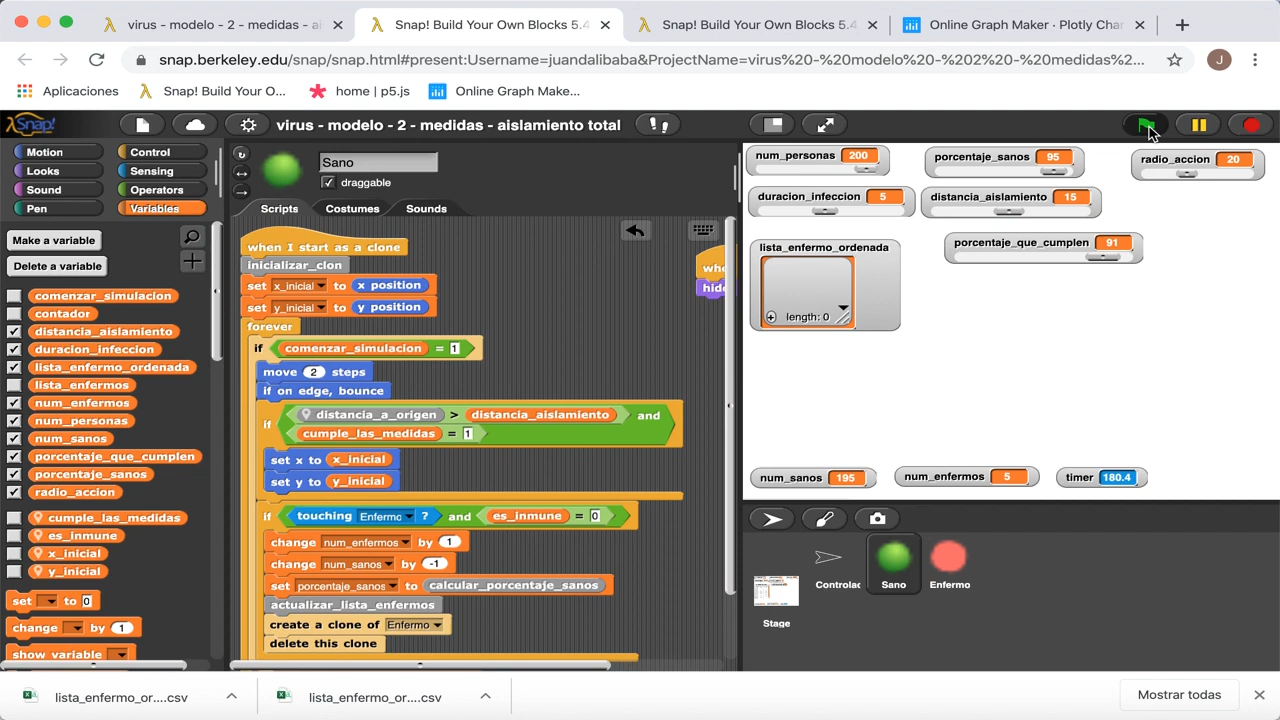 virus - modelo - 2 - medidas - ais
Snap! Build Your Own Blocks 5.4
Snap! Build Your Own Blocks 5.4
Online Graph Maker · Plotly Cha
snap.berkeley.edu/snap/snap.html#present:Username=juandalibaba&ProjectName=virus%20-%20modelo%20-%202%20-%20medidas%2...
J
Aplicaciones
Snap! Build Your O...
home | p5.js
Online Graph Make...
Snap!
virus - modelo - 2 - medidas - aislamiento total
Motion
Control
Looks
Sensing
Sound
Operators
Pen
Variables
Make a variable
Delete a variable
comenzar_simulacion
contador
distancia_aislamiento
duracion_infeccion
lista_enfermo_ordenada
lista_enfermos
num_enfermos
num_personas
num_sanos
porcentaje_que_cumplen
porcentaje_sanos
radio_accion
cumple_las_medidas
es_inmune
x_inicial
y_inicial
set to 0
change by 1
show variable
Sano
draggable
Scripts
Costumes
Sounds
when I start as a clone
inicializar_clon
set x_inicial to x position
set y_inicial to y position
forever
if comenzar_simulacion = 1
move 2 steps
if on edge, bounce
if distancia_a_origen > distancia_aislamiento and
cumple_las_medidas = 1
set x to x_inicial
set y to y_inicial
if touching Enfermo ? and es_inmune = 0
change num_enfermos by 1
change num_sanos by -1
set porcentaje_sanos to calcular_porcentaje_sanos
actualizar_lista_enfermos
create a clone of Enfermo
delete this clone
whe
hide
num_personas 200
porcentaje_sanos 95
radio_accion 20
duracion_infeccion 5
distancia_aislamiento 15
lista_enfermo_ordenada
porcentaje_que_cumplen 91
+ length: 0
num_sanos 195
num_enfermos 5
timer 180.4
Stage
Controlac
Sano
Enfermo
lista_enfermo_or....csv
lista_enfermo_or....csv
Mostrar todas